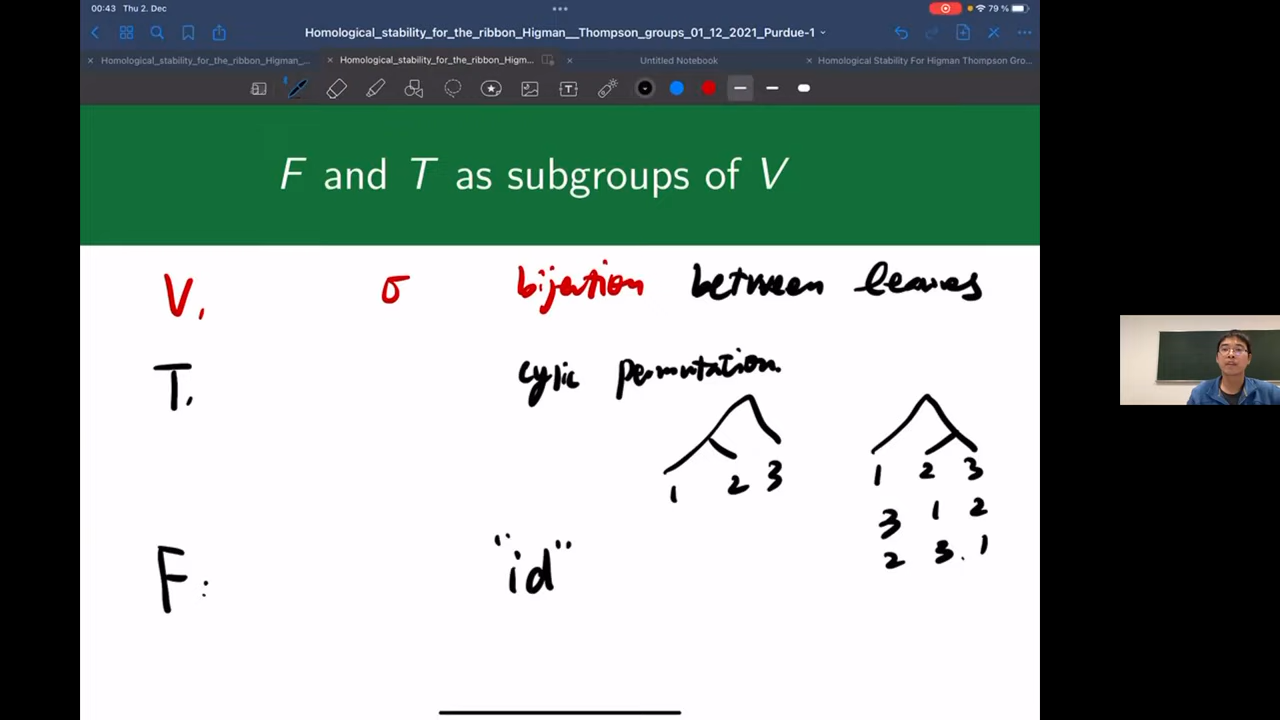 00:43 Thu 2. Dec
79 %
Homological_stability_for_the_ribbon_Higman__Thompson_groups_01_12_2021_Purdue-1
Homological_stability_for_the_ribbon_Higman_... Homological_stability_for_the_ribbon_Highm... Untitled Notebook Homological Stability For Higman Thompson Gro...
F and T as subgroups of V
V. σ bijection between leaves
T. cylic permutation
1 2 3 1 2 3
3 1 2
2 3. 1
F: "id"